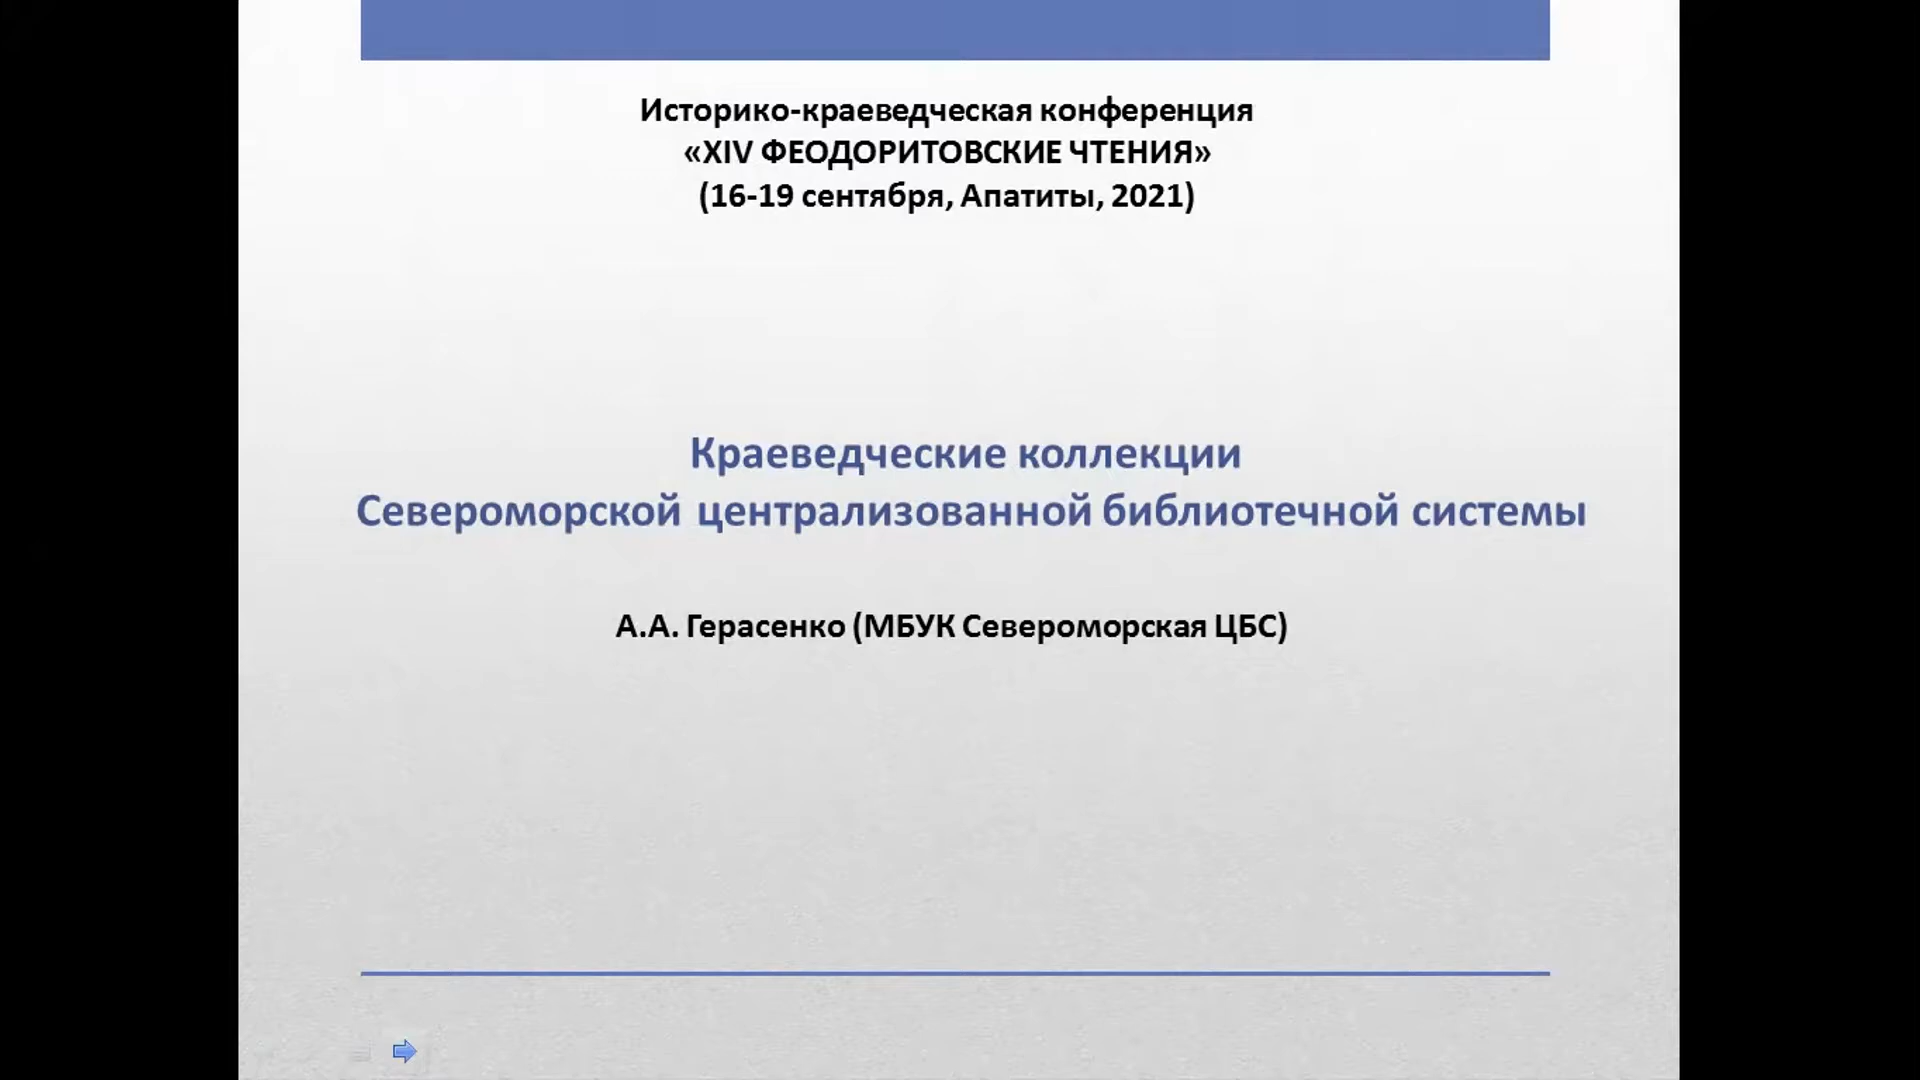 Историко-краеведческая конференция
«XIV ФЕОДОРИТОВСКИЕ ЧТЕНИЯ»
(16-19 сентября, Апатиты, 2021)
Краеведческие коллекции
Североморской централизованной библиотечной системы
А.А. Герасенко (МБУК Североморская ЦБС)